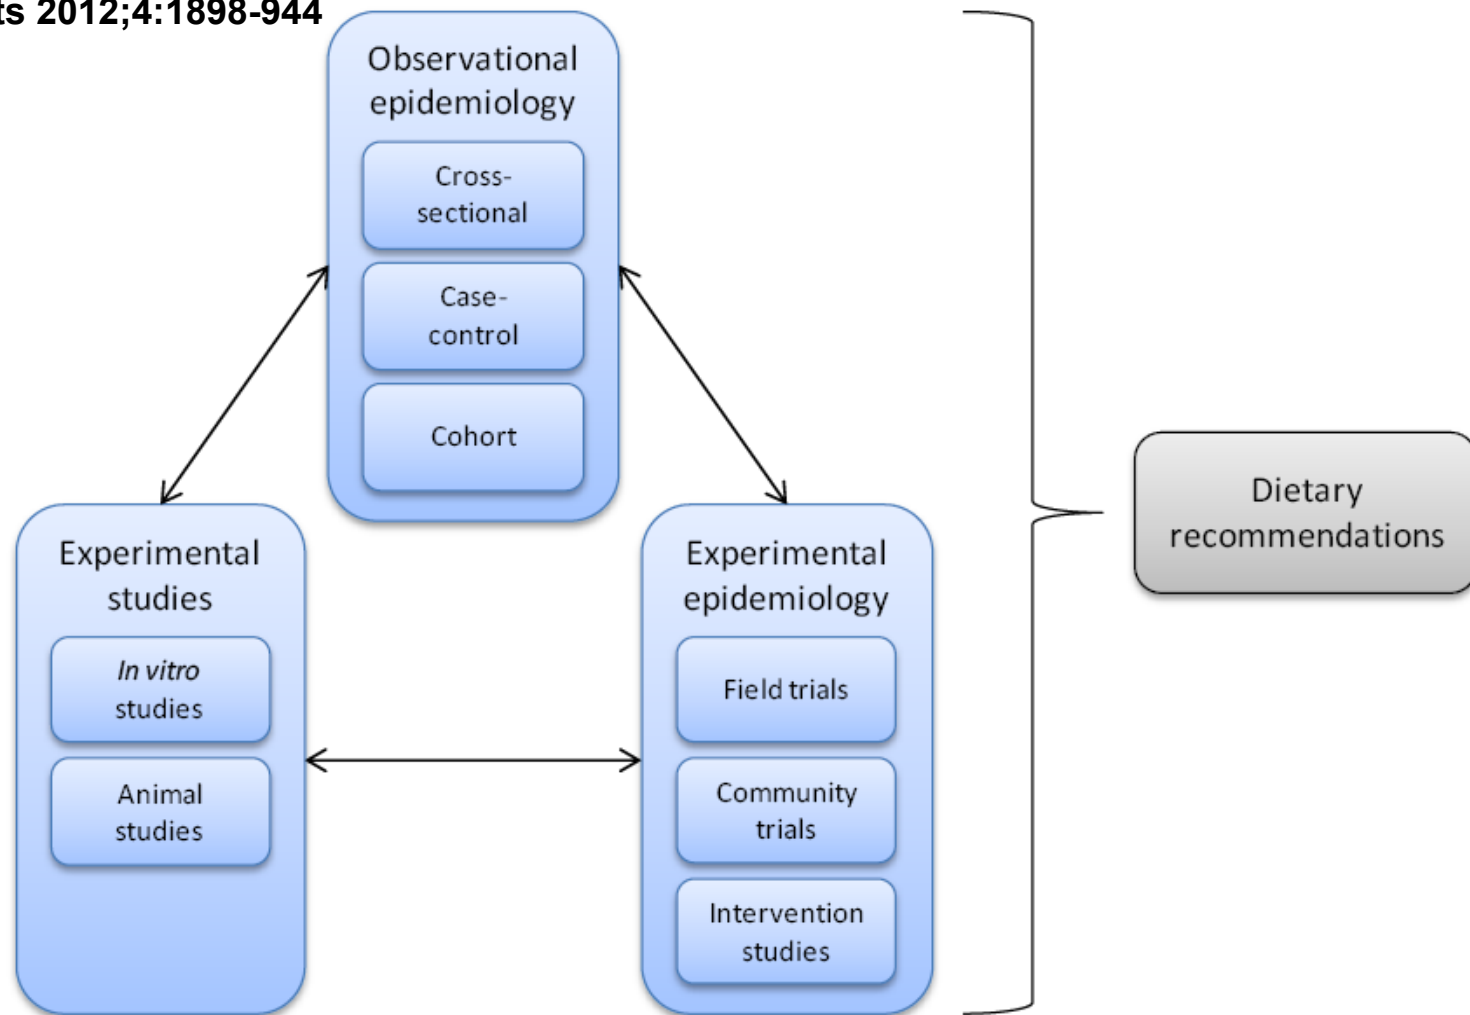 ts 2012;4:1898-944
Observational
epidemiology
Cross-
sectional
Case-
control
Cohort
Experimental
studies
In vitro
studies
Animal
studies
Experimental
epidemiology
Field trials
Community
trials
Intervention
studies
Dietary
recommendations